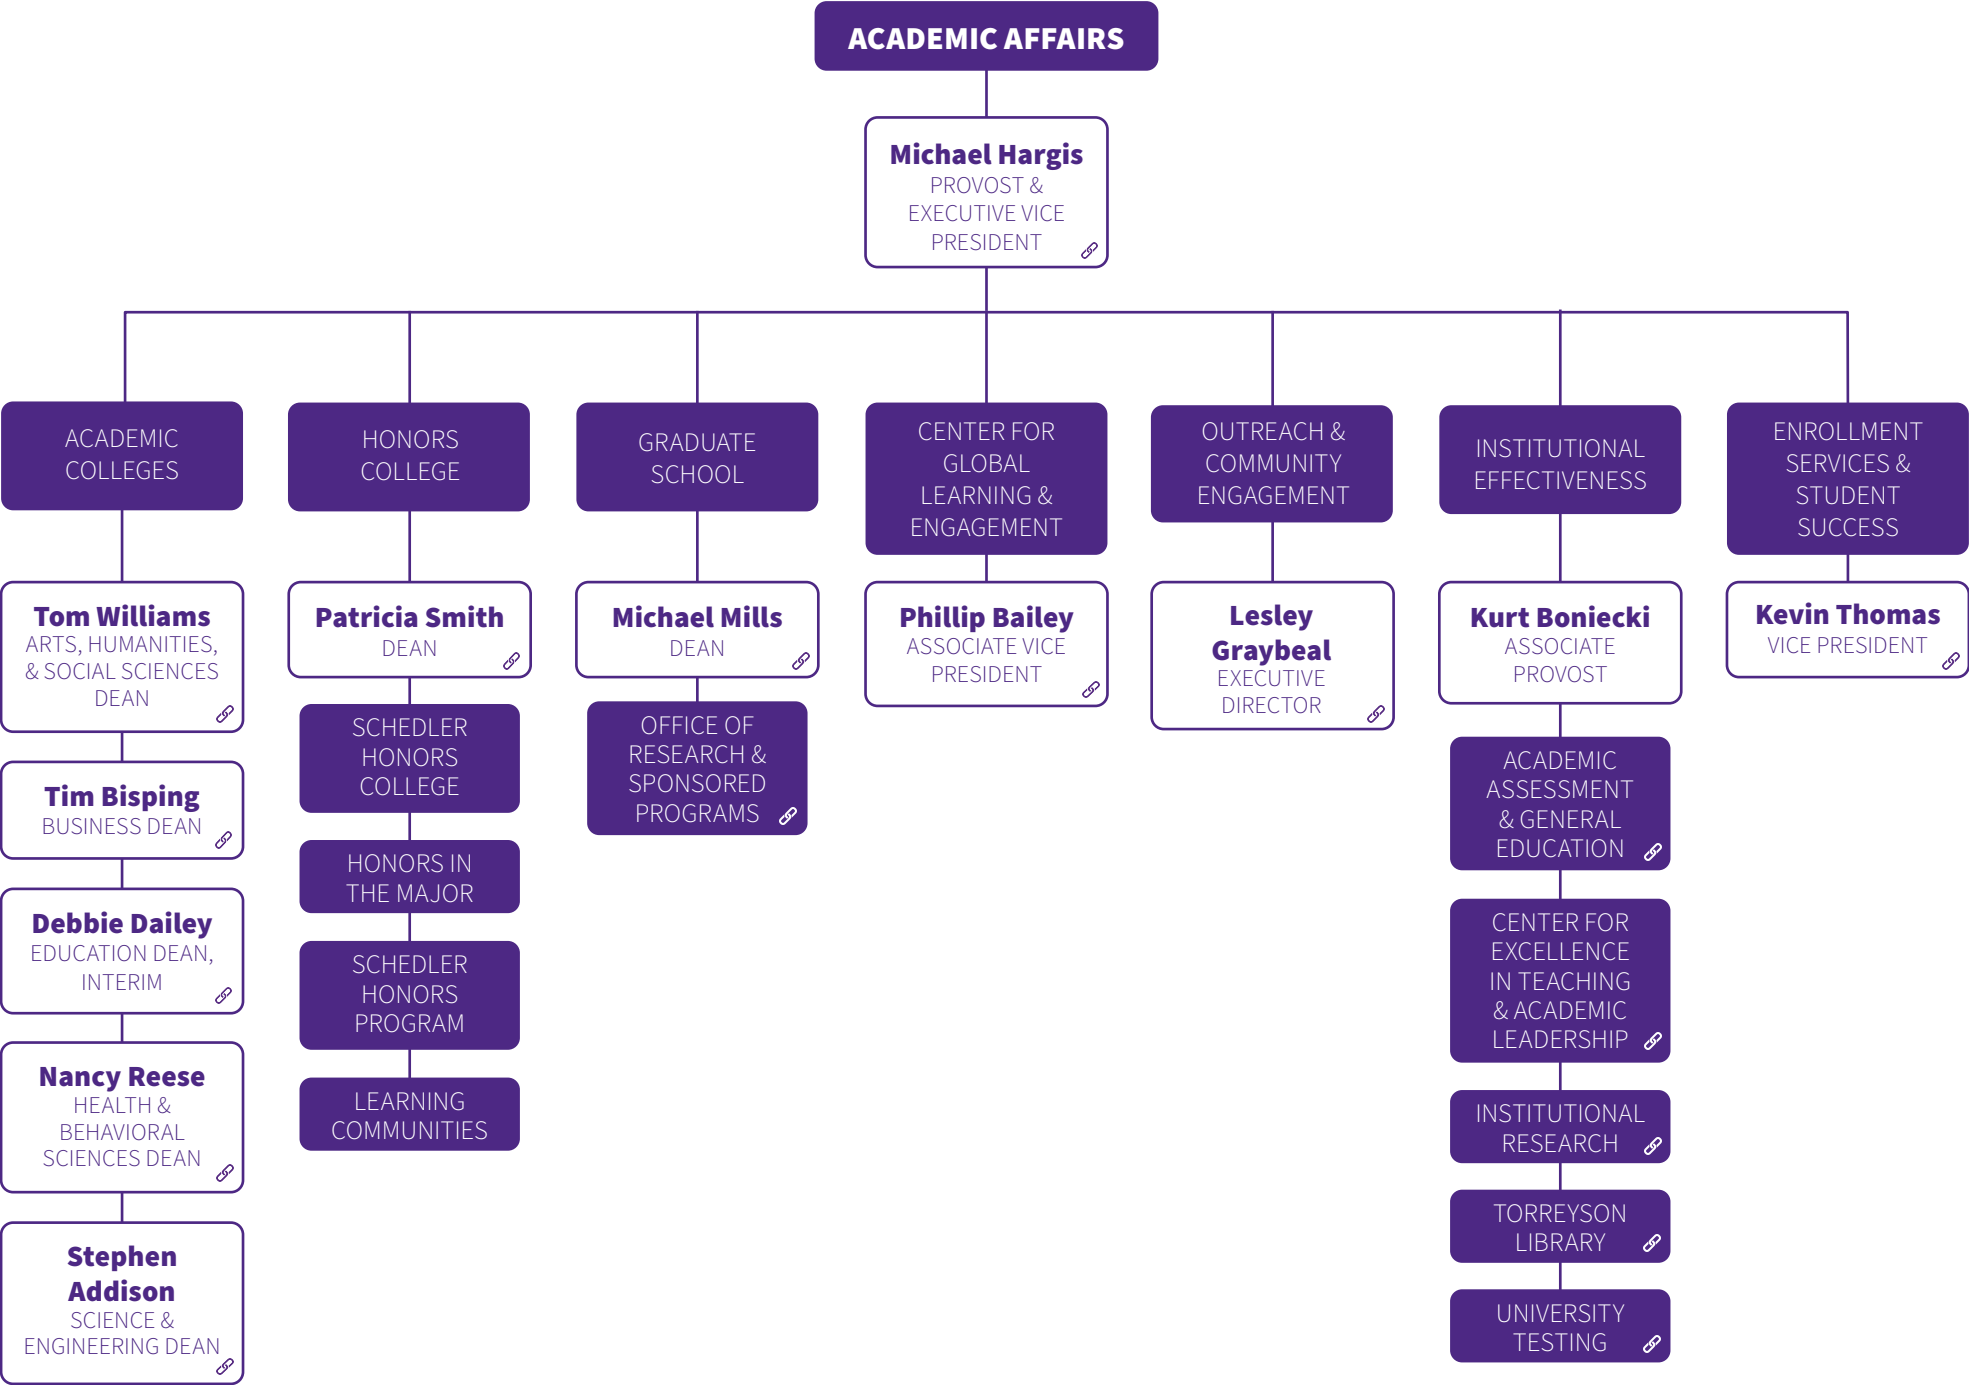 ACADEMIC AFFAIRS
Michael Hargis
PROVOST &
EXECUTIVE VICE
PRESIDENT
ACADEMIC
COLLEGES
Tom Williams
ARTS, HUMANITIES,
& SOCIAL SCIENCES
DEAN
Tim Bisping
BUSINESS DEAN
Debbie Dailey
EDUCATION DEAN,
INTERIM
Nancy Reese
HEALTH &
BEHAVIORAL
SCIENCES DEAN
Stephen
Addison
SCIENCE &
ENGINEERING DEAN
HONORS
COLLEGE
Patricia Smith
DEAN
SCHEDLER
HONORS
COLLEGE
HONORS IN
THE MAJOR
SCHEDLER
HONORS
PROGRAM
LEARNING
COMMUNITIES
GRADUATE
SCHOOL
Michael Mills
DEAN
OFFICE OF
RESEARCH &
SPONSORED
PROGRAMS
CENTER FOR
GLOBAL
LEARNING &
ENGAGEMENT
Phillip Bailey
ASSOCIATE VICE
PRESIDENT
OUTREACH &
COMMUNITY
ENGAGEMENT
Lesley
Graybeal
EXECUTIVE
DIRECTOR
INSTITUTIONAL
EFFECTIVENESS
Kurt Boniecki
ASSOCIATE
PROVOST
ACADEMIC
ASSESSMENT
& GENERAL
EDUCATION
CENTER FOR
EXCELLENCE
IN TEACHING
& ACADEMIC
LEADERSHIP
INSTITUTIONAL
RESEARCH
TORREYSON
LIBRARY
UNIVERSITY
TESTING
ENROLLMENT
SERVICES &
STUDENT
SUCCESS
Kevin Thomas
VICE PRESIDENT